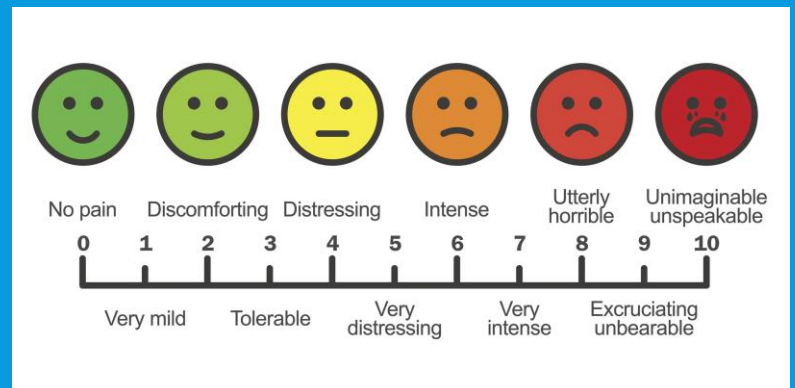 No pain Discomforting Distressing Intense Utterly horrible Unimaginable unspeakable
0 1 2 3 4 5 6 7 8 9 10
Very mild Tolerable Very distressing Very intense Excruciating unbearable